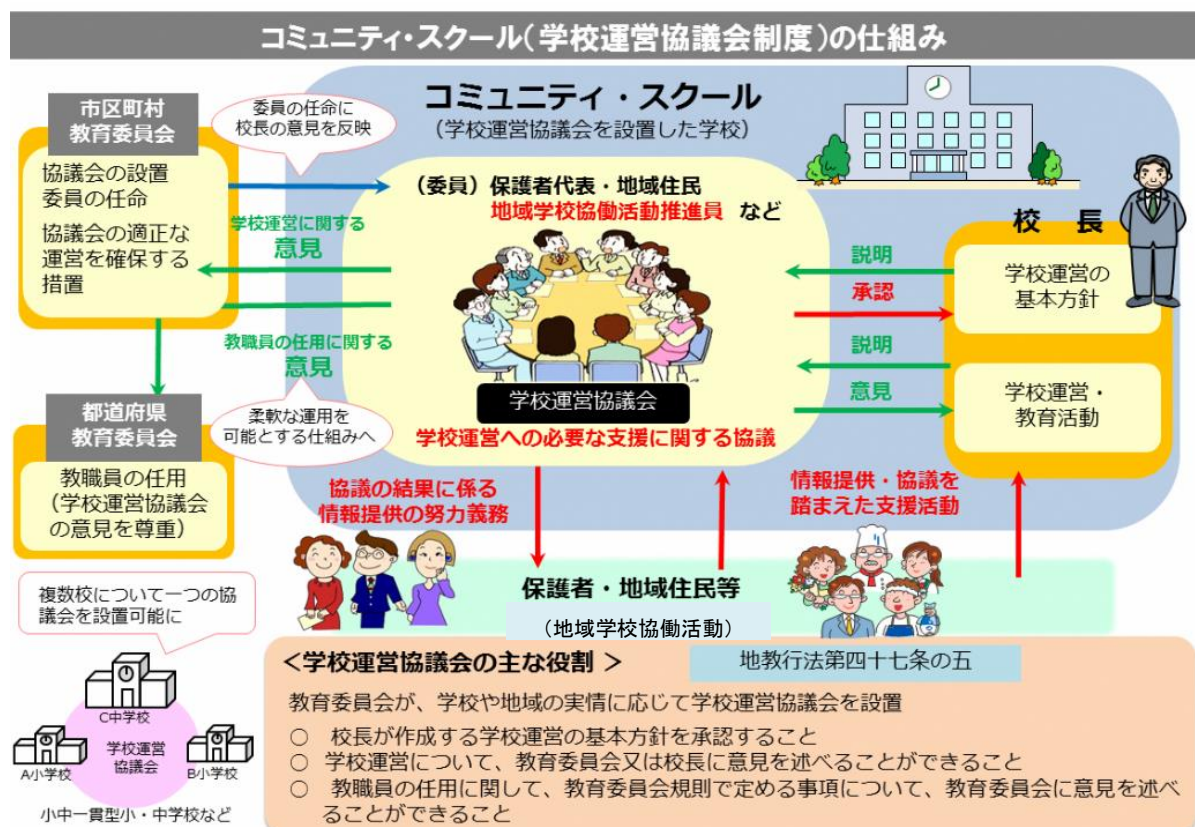 コミュニティ・スクール(学校運営協議会制度)の仕組み
市区町村
教育委員会
協議会の設置
委員の任命
協議会の適正な
運営を確保する
措置
委員の任命に
校長の意見を反映
コミュニティ・スクール
(学校運営協議会を設置した学校)
(委員)保護者代表・地域住民
地域学校協働活動推進員 など
学校運営に関する
意見
教職員の任用に関する
意見
柔軟な運用を
可能とする仕組みへ
学校運営協議会
学校運営への必要な支援に関する協議
校 長
学校運営の
基本方針
説明
承認
説明
意見
学校運営・
教育活動
都道府県
教育委員会
教職員の任用
(学校運営協議会
の意見を尊重)
協議の結果に係る
情報提供の努力義務
情報提供・協議を
踏まえた支援活動
保護者・地域住民等
(地域学校協働活動)
複数校について一つの協
議会を設置可能に
C中学校
学校運営
協議会
A小学校
B小学校
小中一貫型小・中学校など
<学校運営協議会の主な役割 >
地教行法第四十七条の五
教育委員会が、学校や地域の実情に応じて学校運営協議会を設置
○ 校長が作成する学校運営の基本方針を承認すること
○ 学校運営について、教育委員会又は校長に意見を述べることができること
○ 教職員の任用に関して、教育委員会規則で定める事項について、教育委員会に意見を述べ
ることができること